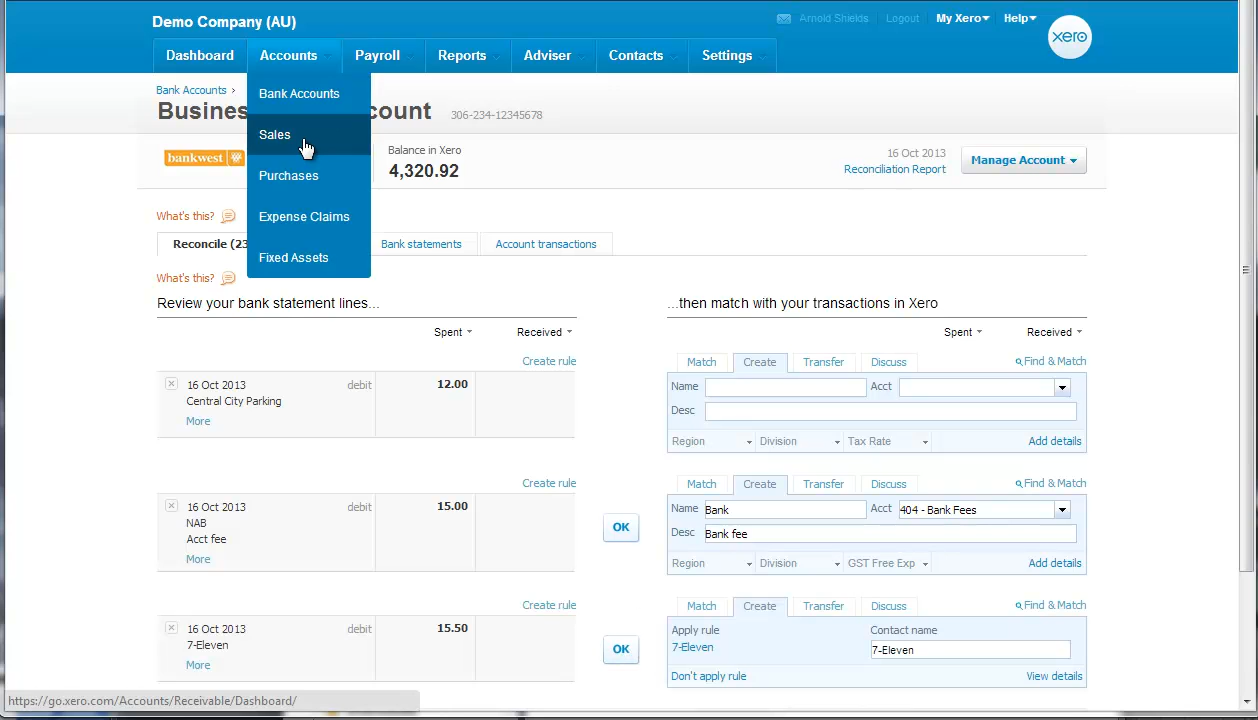 Demo Company (AU)
Arnold Shields Logout My Xero Help
xero
Dashboard Accounts Payroll Reports Adviser Contacts Settings
Bank Accounts ›
Bank Accounts
Busines count 306-234-12345678
Sales
bankwest
Balance in Xero
4,320.92
16 Oct 2013
Reconciliation Report
Manage Account
Purchases
What's this?
Expense Claims
Reconcile (23 Bank statements Account transactions
Fixed Assets
What's this?
Review your bank statement lines... ...then match with your transactions in Xero
Spent Received Spent Received
Create rule Match Create Transfer Discuss Find & Match
16 Oct 2013 debit 12.00
Central City Parking
More
Name Acct
Desc
Region Division Tax Rate Add details
Create rule Match Create Transfer Discuss Find & Match
16 Oct 2013 debit 15.00
NAB
Acct fee
More
OK
Name Bank Acct 404 - Bank Fees
Desc Bank fee
Region Division GST Free Exp Add details
Create rule Match Create Transfer Discuss Find & Match
16 Oct 2013 debit 15.50
7-Eleven
More
OK
Apply rule Contact name
7-Eleven 7-Eleven
Don't apply rule View details
https://go.xero.com/Accounts/Receivable/Dashboard/